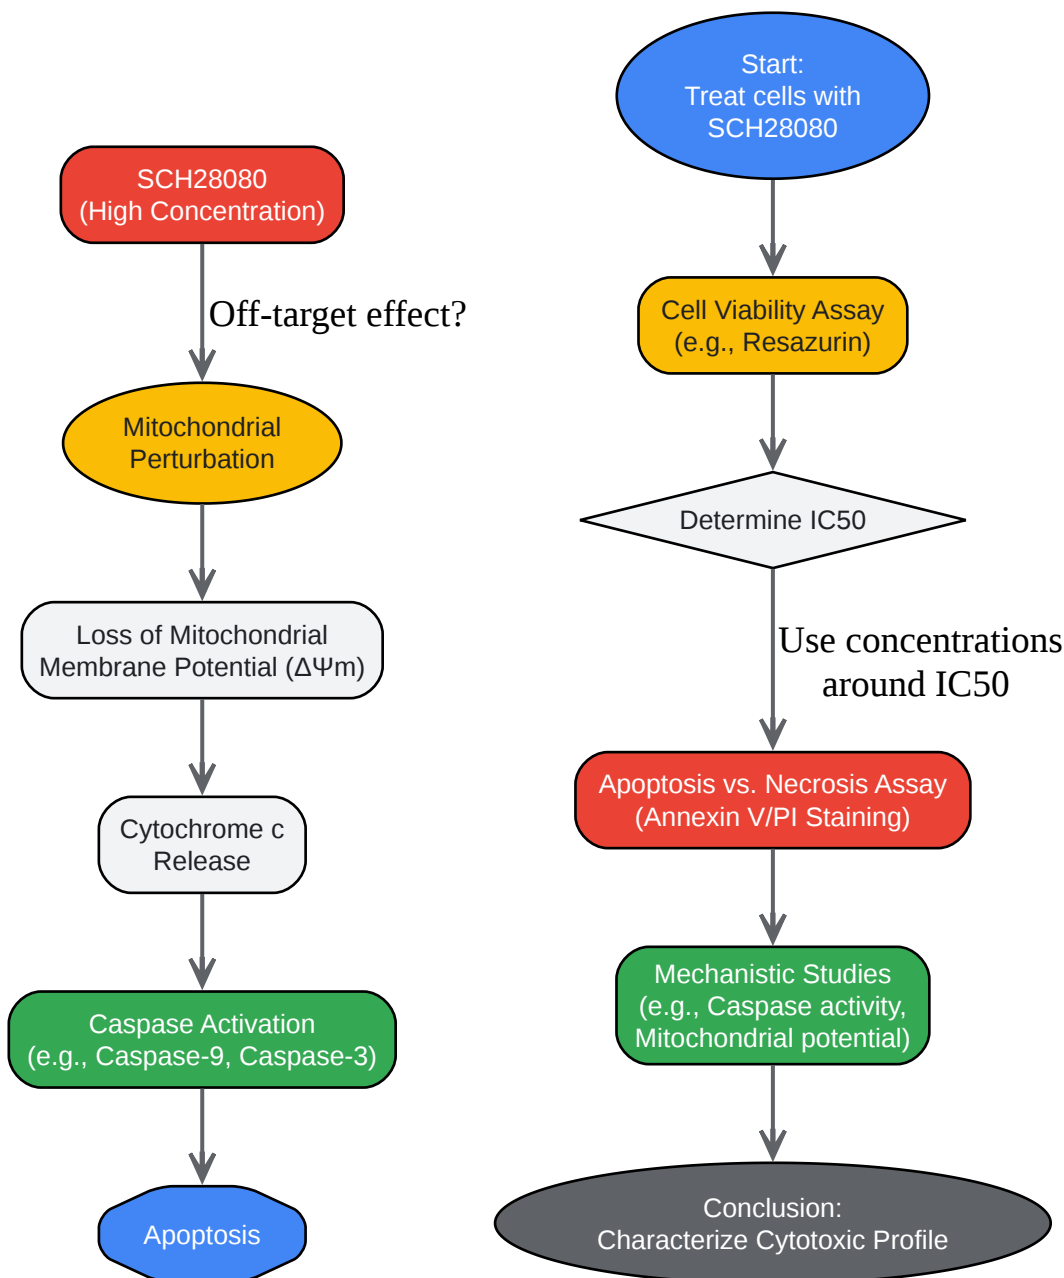 SCH28080
(High Concentration)
Off-target effect?
Mitochondrial
Perturbation
Loss of Mitochondrial
Membrane Potential (ΔΨm)
Cytochrome c
Release
Caspase Activation
(e.g., Caspase-9, Caspase-3)
Apoptosis
Start:
Treat cells with
SCH28080
Cell Viability Assay
(e.g., Resazurin)
Determine IC50
Use concentrations
around IC50
Apoptosis vs. Necrosis Assay
(Annexin V/PI Staining)
Mechanistic Studies
(e.g., Caspase activity,
Mitochondrial potential)
Conclusion:
Characterize Cytotoxic Profile